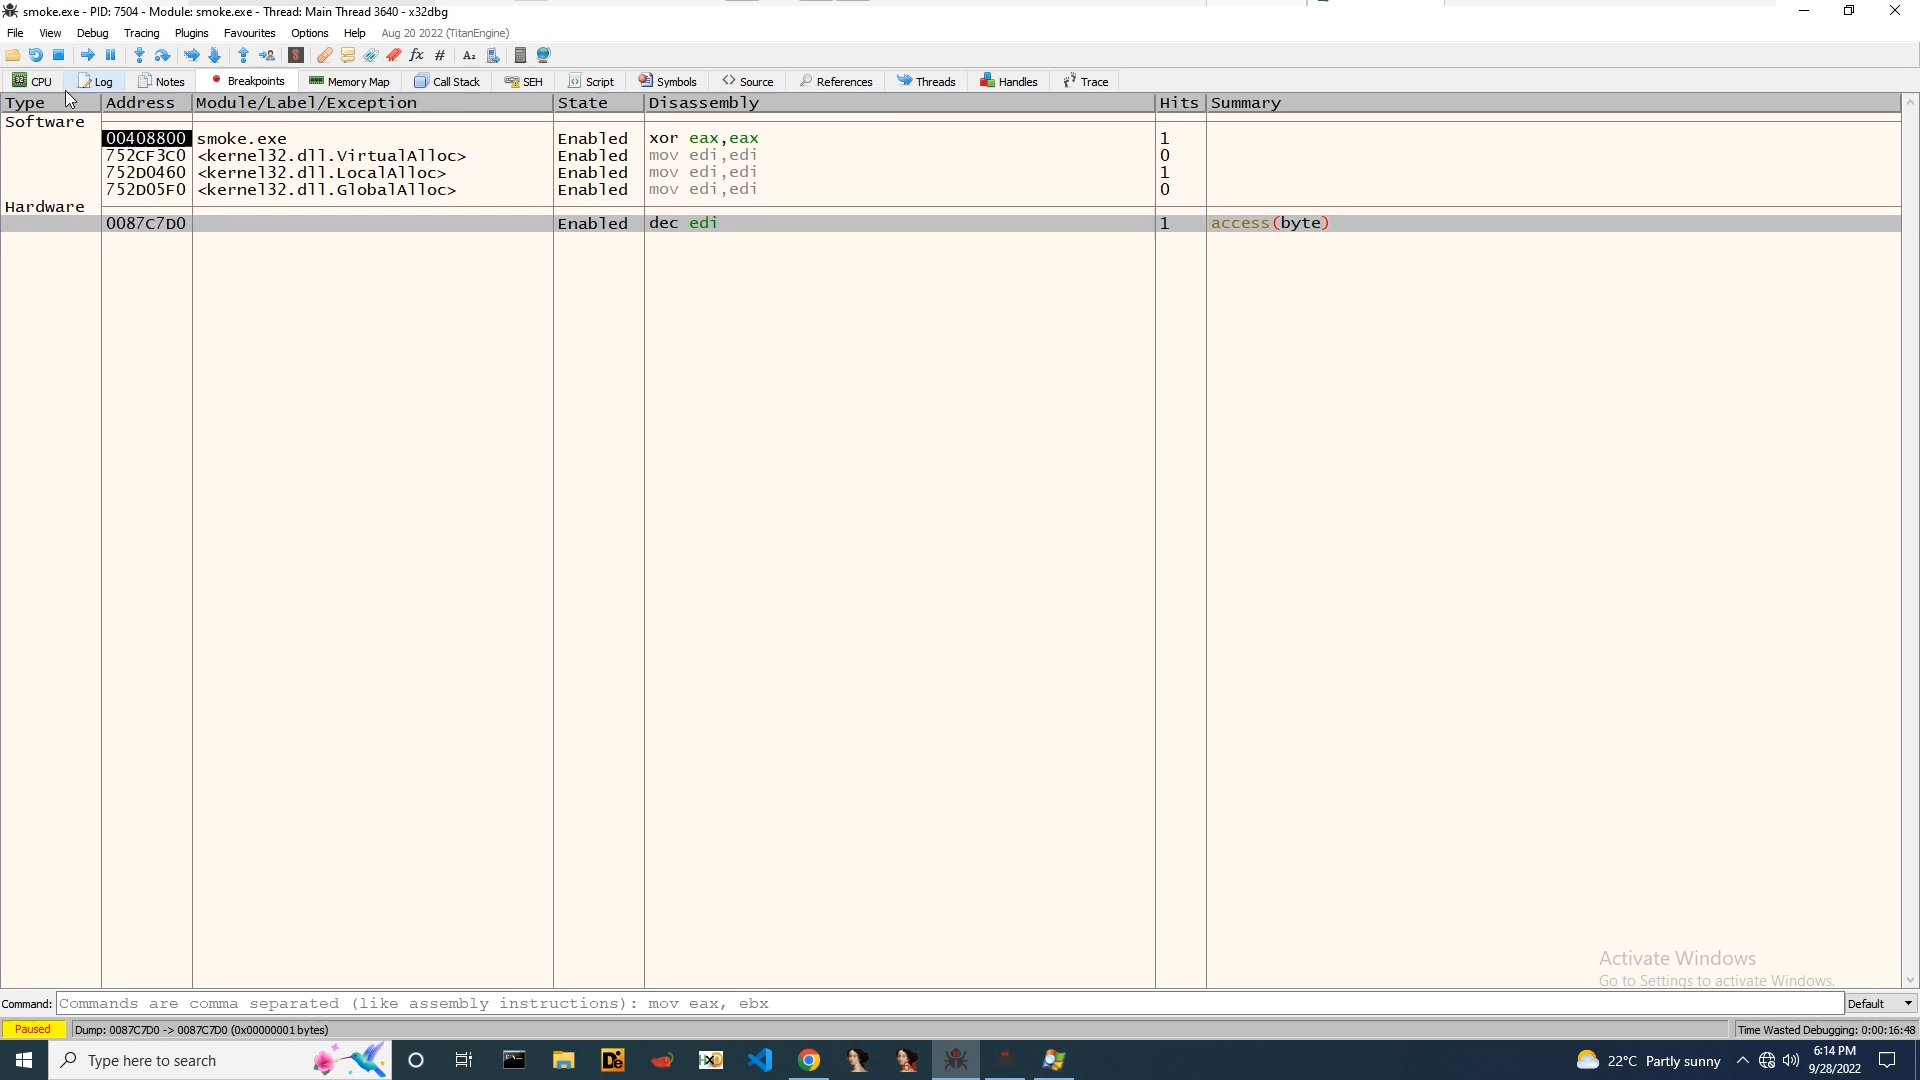 smoke.exe - PID: 7504 - Module: smoke.exe - Thread: Main Thread 3640 - x32dbg
File View Debug Tracing Plugins Favourites Options Help Aug 20 2022 (TitanEngine)
CPU Log Notes Breakpoints Memory Map Call Stack SEH Script Symbols Source References Threads Handles Trace
Type Address Module/Label/Exception State Disassembly Hits Summary
Software
00408800 smoke.exe Enabled xor eax,eax 1
752CF3C0 <kernel32.dll.VirtualAlloc> Enabled mov edi,edi 0
752D0460 <kernel32.dll.LocalAlloc> Enabled mov edi,edi 1
752D05F0 <kernel32.dll.GlobalAlloc> Enabled mov edi,edi 0
Hardware
0087C7D0 Enabled dec edi 1 access(byte)
Activate Windows
Go to Settings to activate Windows.
Command: Commands are comma separated (like assembly instructions): mov eax, ebx Default
Paused Dump: 0087C7D0 -> 0087C7D0 (0x00000001 bytes) Time Wasted Debugging: 0:00:16:48
Type here to search 22°C Partly sunny 6:14 PM
9/28/2022